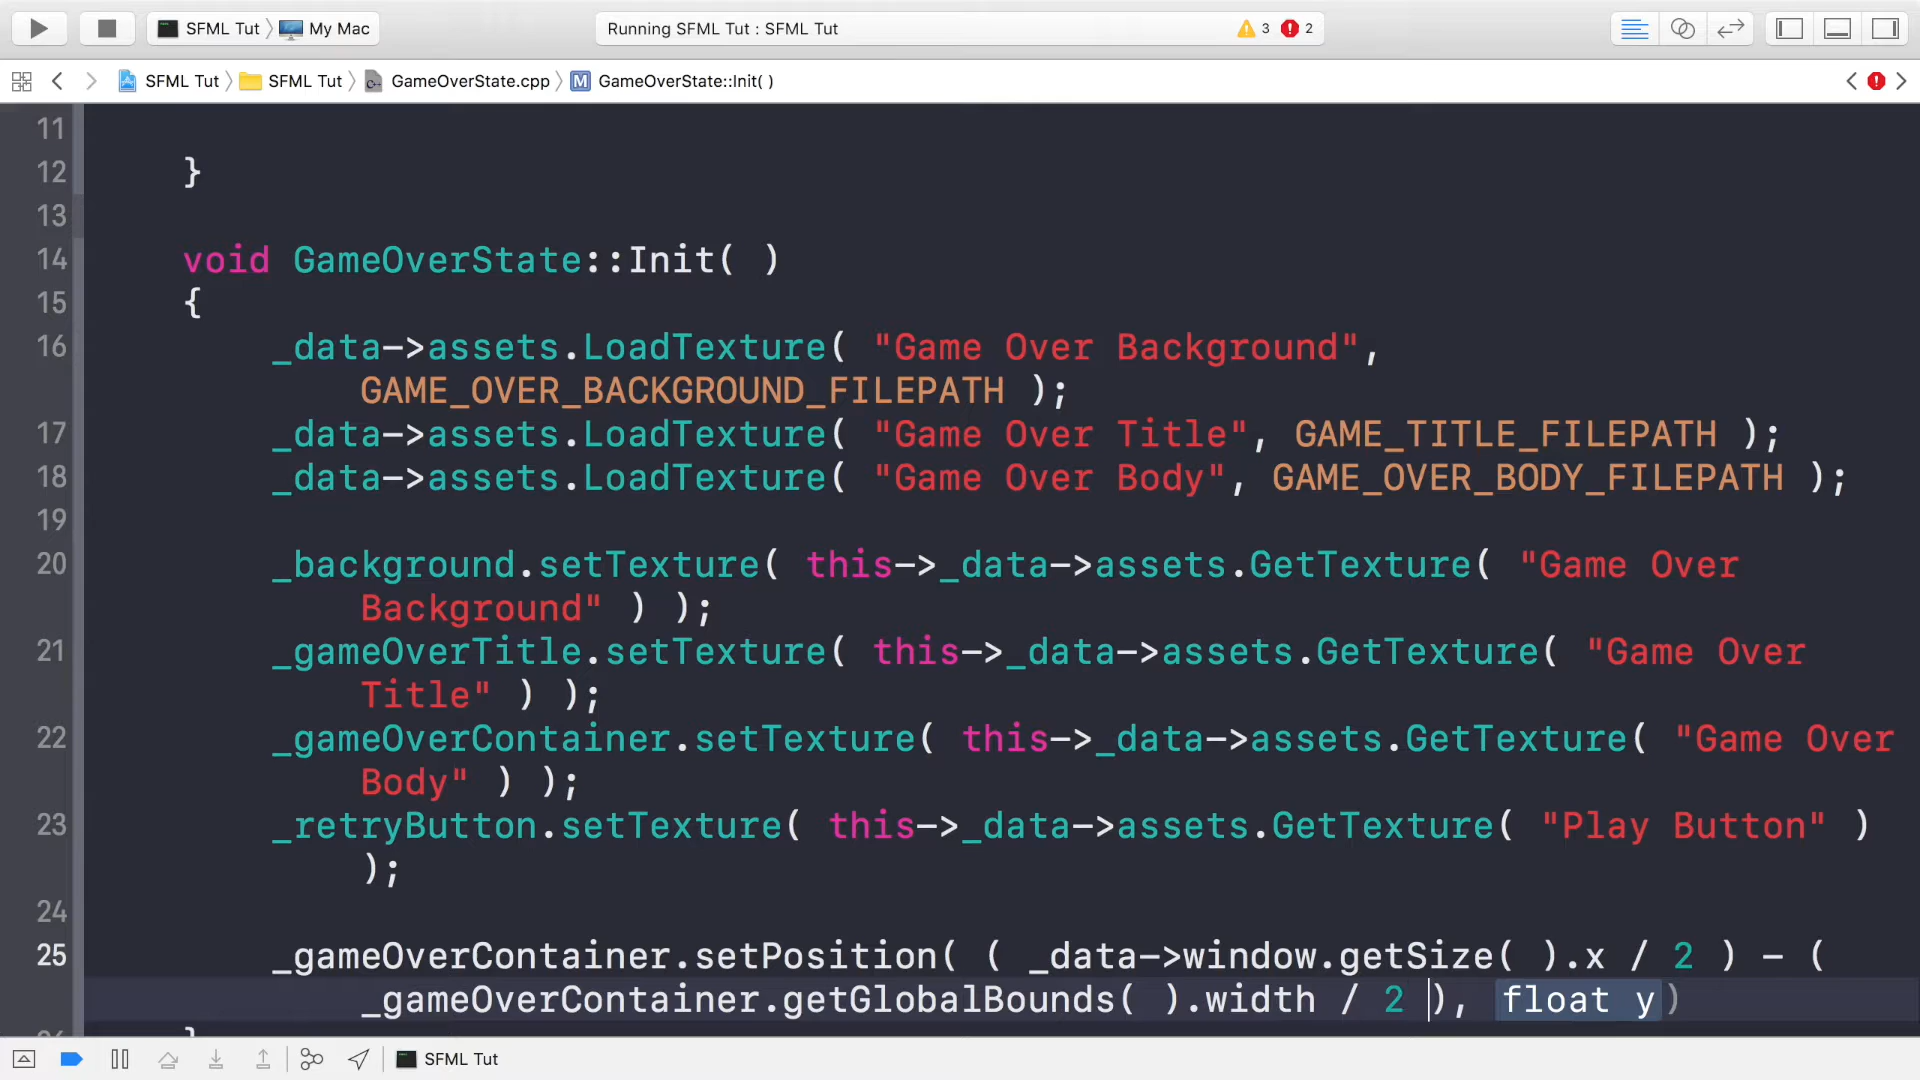 SFML Tut 〉 My Mac
Running SFML Tut : SFML Tut
3 2
SFML Tut 〉 SFML Tut 〉 GameOverState.cpp 〉 M GameOverState::Init( )
11
12 }
13
14 void GameOverState::Init( )
15 {
16 _data->assets.LoadTexture( "Game Over Background",
GAME_OVER_BACKGROUND_FILEPATH );
17 _data->assets.LoadTexture( "Game Over Title", GAME_TITLE_FILEPATH );
18 _data->assets.LoadTexture( "Game Over Body", GAME_OVER_BODY_FILEPATH );
19
20 _background.setTexture( this->_data->assets.GetTexture( "Game Over
Background" ) );
21 _gameOverTitle.setTexture( this->_data->assets.GetTexture( "Game Over
Title" ) );
22 _gameOverContainer.setTexture( this->_data->assets.GetTexture( "Game Over
Body" ) );
23 _retryButton.setTexture( this->_data->assets.GetTexture( "Play Button" )
);
24
25 _gameOverContainer.setPosition( ( _data->window.getSize( ).x / 2 ) - (
_gameOverContainer.getGlobalBounds( ).width / 2 ), float y)
26 }
SFML Tut